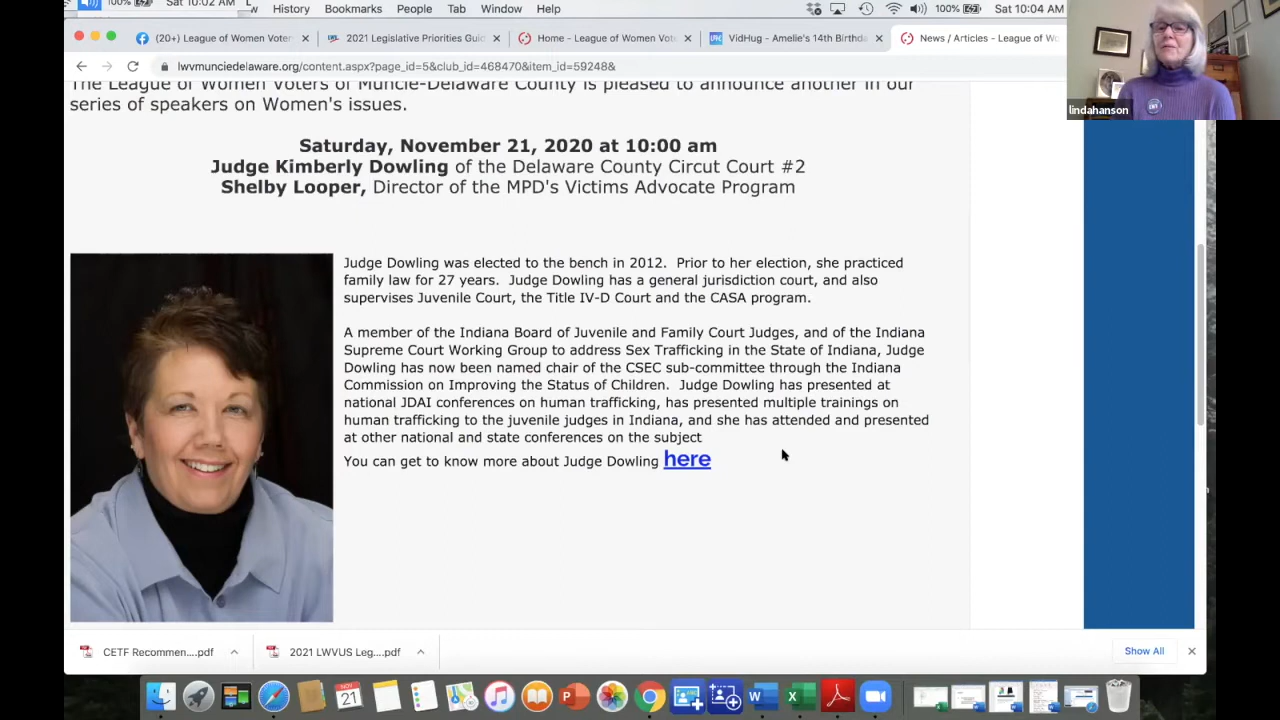 100%
Sat 10:02 AM
L
w
History
Bookmarks
People
Tab
Window
Help
100%
Sat 10:04 AM
(20+) League of Women Voter
2021 Legislative Priorities Guid
Home - League of Women Vot
VidHug - Amelie's 14th Birthda
News / Articles - League of Wo
lwvmunciedelaware.org/content.aspx?page_id=5&club_id=468470&item_id=59248&
lindahanson
The League of Women Voters of Muncie-Delaware County is pleased to announce another in our
series of speakers on Women's issues.
Saturday, November 21, 2020 at 10:00 am
Judge Kimberly Dowling of the Delaware County Circut Court #2
Shelby Looper, Director of the MPD's Victims Advocate Program
Judge Dowling was elected to the bench in 2012. Prior to her election, she practiced
family law for 27 years. Judge Dowling has a general jurisdiction court, and also
supervises Juvenile Court, the Title IV-D Court and the CASA program.
A member of the Indiana Board of Juvenile and Family Court Judges, and of the Indiana
Supreme Court Working Group to address Sex Trafficking in the State of Indiana, Judge
Dowling has now been named chair of the CSEC sub-committee through the Indiana
Commission on Improving the Status of Children. Judge Dowling has presented at
national JDAI conferences on human trafficking, has presented multiple trainings on
human trafficking to the juvenile judges in Indiana, and she has attended and presented
at other national and state conferences on the subject
You can get to know more about Judge Dowling here
CETF Recommen....pdf
2021 LWVUS Leg....pdf
Show All
NOV
21